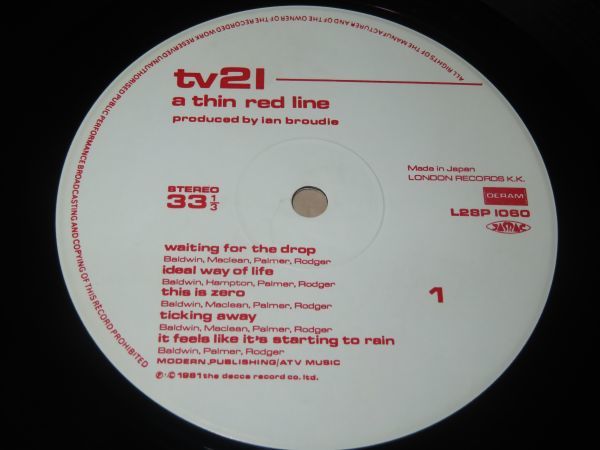 ALL RIGHTS OF THE MANUFACTURER AND OF THE OWNER OF THE RECORDED WORK RESERVED UNAUTHORISED PUBLIC PERFORMANCE BROADCASTING AND COPYING OF THIS RECORD PROHIBITED
tv21
a thin red line
produced by ian broudie
Made in Japan
LONDON RECORDS K.K.
STEREO
33 1/3
DERAM
L28P 1060
JASRAC
waiting for the drop
Baldwin, Maclean, Palmer, Rodger
ideal way of life
Baldwin, Hampton, Palmer, Rodger
this is zero
Baldwin, Maclean, Palmer, Rodger
ticking away
Baldwin, Maclean, Palmer, Rodger
it feels like it's starting to rain
Baldwin, Palmer, Rodger
MODERN PUBLISHING/ATV MUSIC
1
℗·© 1981 the decca record co. ltd.